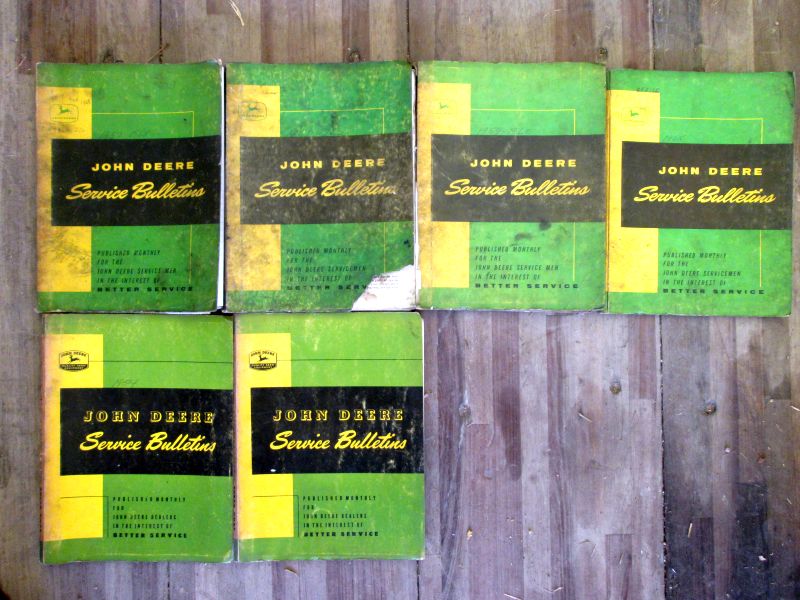 JOHN DEERE
Service Bulletins
PUBLISHED MONTHLY
FOR THE
JOHN DEERE SERVICE MEN
IN THE INTEREST OF
BETTER SERVICE
JOHN DEERE
Service Bulletins
PUBLISHED MONTHLY
FOR THE
JOHN DEERE SERVICEMEN
IN THE INTEREST
BETTER SERV
JOHN DEERE
Service Bulletins
PUBLISHED MONTHLY
FOR THE
JOHN DEERE SERVICE MEN
IN THE INTEREST OF
BETTER SERVICE
JOHN DEERE
Service Bulletins
PUBLISHED MONTHLY
FOR THE
JOHN DEERE SERVICEMEN
IN THE INTEREST OF
BETTER SERVICE
JOHN DEERE
JOHN DEERE
Service Bulletins
PUBLISHED MONTHLY
FOR
JOHN DEERE DEALERS
IN THE INTEREST OF
BETTER SERVICE
JOHN DEERE
JOHN DEERE
Service Bulletins
PUBLISHED MONTHLY
FOR
JOHN DEERE DEALERS
IN THE INTEREST OF
BETTER SERVICE